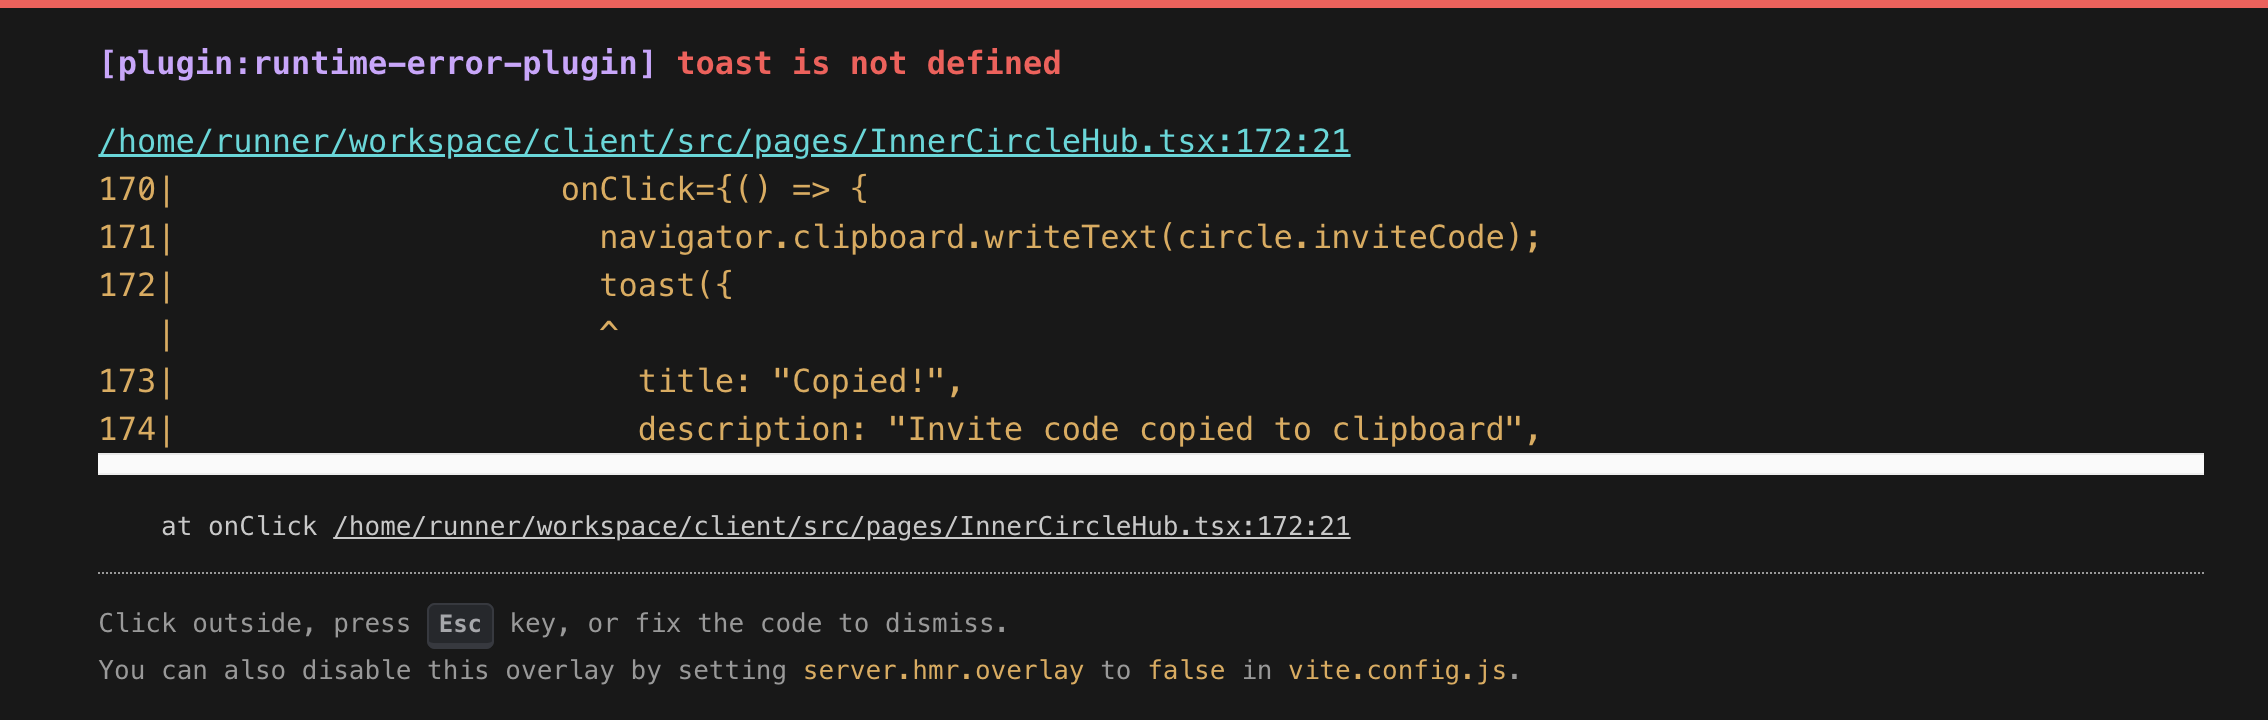 [plugin:runtime-error-plugin] toast is not defined
/home/runner/workspace/client/src/pages/InnerCircleHub.tsx:172:21
170|                    onClick={() => {
171|                      navigator.clipboard.writeText(circle.inviteCode);
172|                      toast({
   |                      ^
173|                        title: "Copied!",
174|                        description: "Invite code copied to clipboard",
    at onClick /home/runner/workspace/client/src/pages/InnerCircleHub.tsx:172:21
Click outside, press Esc key, or fix the code to dismiss.
You can also disable this overlay by setting server.hmr.overlay to false in vite.config.js.